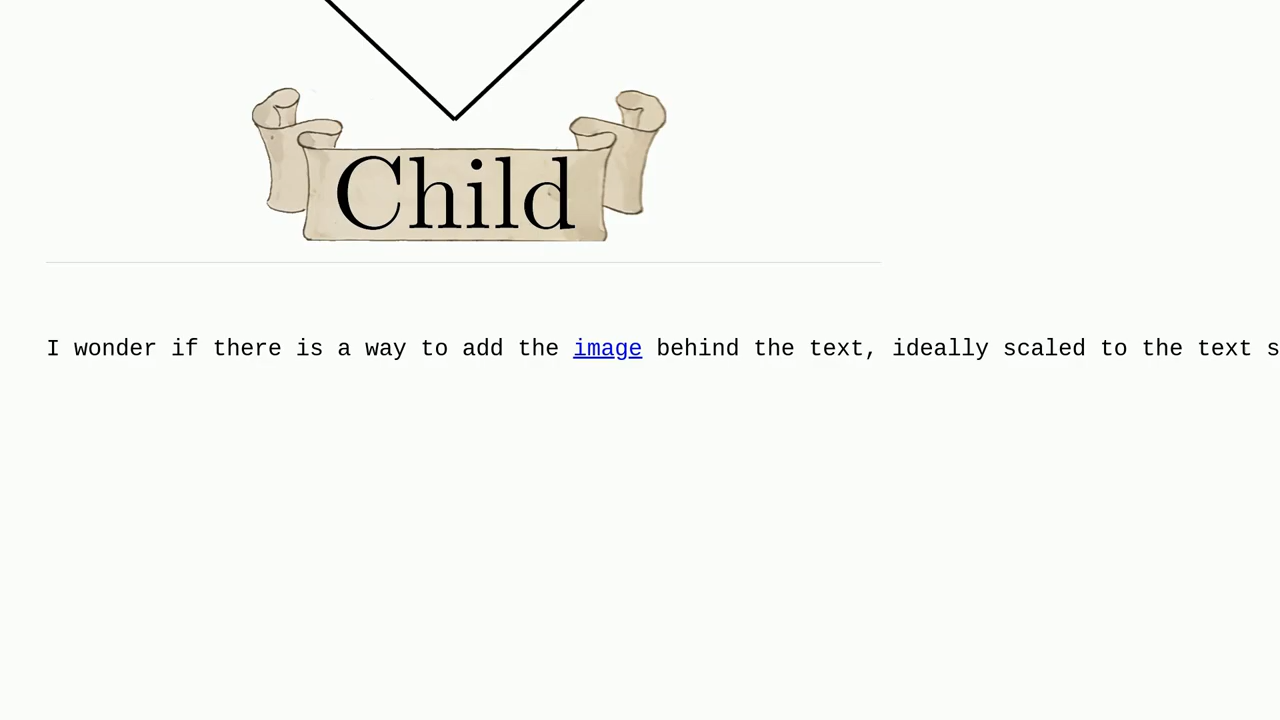 Child
I wonder if there is a way to add the image behind the text, ideally scaled to the text s